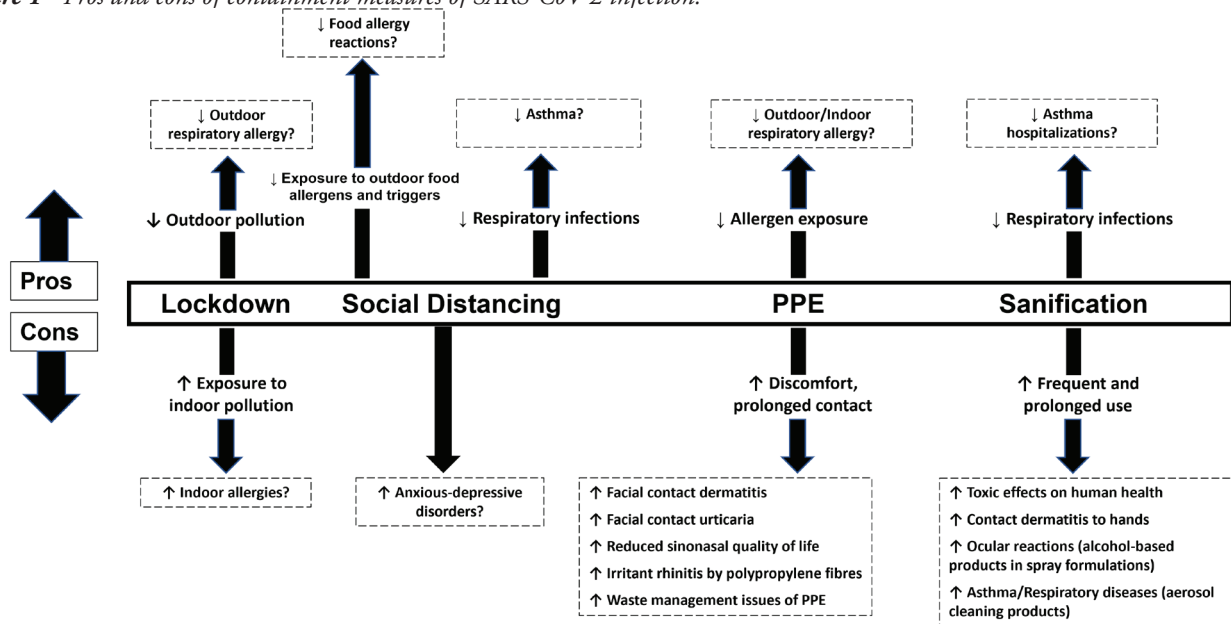 Pros and cons of containment measures of SARS-CoV-2 infection.
↓ Food allergy
reactions?
↓ Outdoor
respiratory allergy?
↓ Asthma?
↓ Outdoor/Indoor
respiratory allergy?
↓ Asthma
hospitalizations?
↓ Exposure to outdoor food
allergens and triggers
↓ Outdoor pollution
↓ Respiratory infections
↓ Allergen exposure
↓ Respiratory infections
Pros
Lockdown
Social Distancing
PPE
Sanification
Cons
↑ Exposure to
indoor pollution
↑ Discomfort,
prolonged contact
↑ Frequent and
prolonged use
↑ Indoor allergies?
↑ Anxious-depressive
disorders?
↑ Facial contact dermatitis
↑ Facial contact urticaria
↑ Reduced sinonasal quality of life
↑ Irritant rhinitis by polypropylene fibres
↑ Waste management issues of PPE
↑ Toxic effects on human health
↑ Contact dermatitis to hands
↑ Ocular reactions (alcohol-based
products in spray formulations)
↑ Asthma/Respiratory diseases (aerosol
cleaning products)